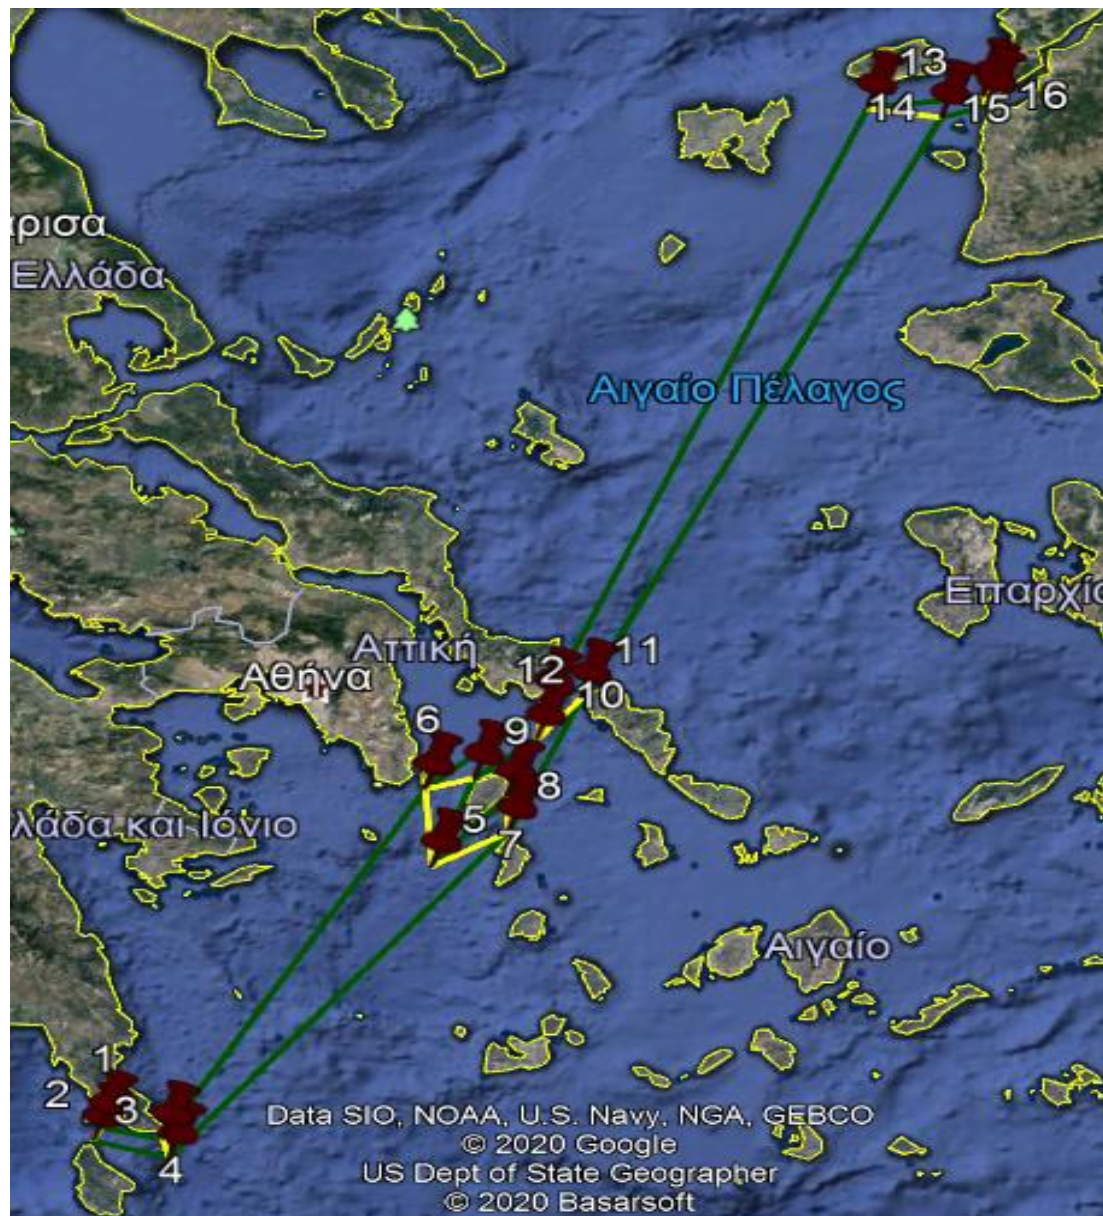 13
14
15
16
ρισα
Ελλάδα
Αιγαίο Πέλαγος
Επαρχία
Αττική
Αθήνα
12
11
10
6
9
8
5
7
λάδα και Ιόνιο
Αιγαίο
1
2
3
4
Data SIO, NOAA, U.S. Navy, NGA, GEBCO
© 2020 Google
US Dept of State Geographer
© 2020 Basarsoft